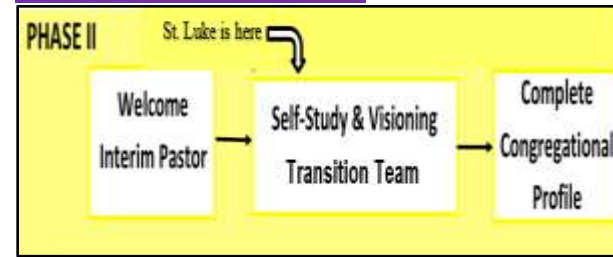 PHASE II
St. Luke is here
Welcome
Interim Pastor
Self-Study & Visioning
Transition Team
Complete
Congregational
Profile